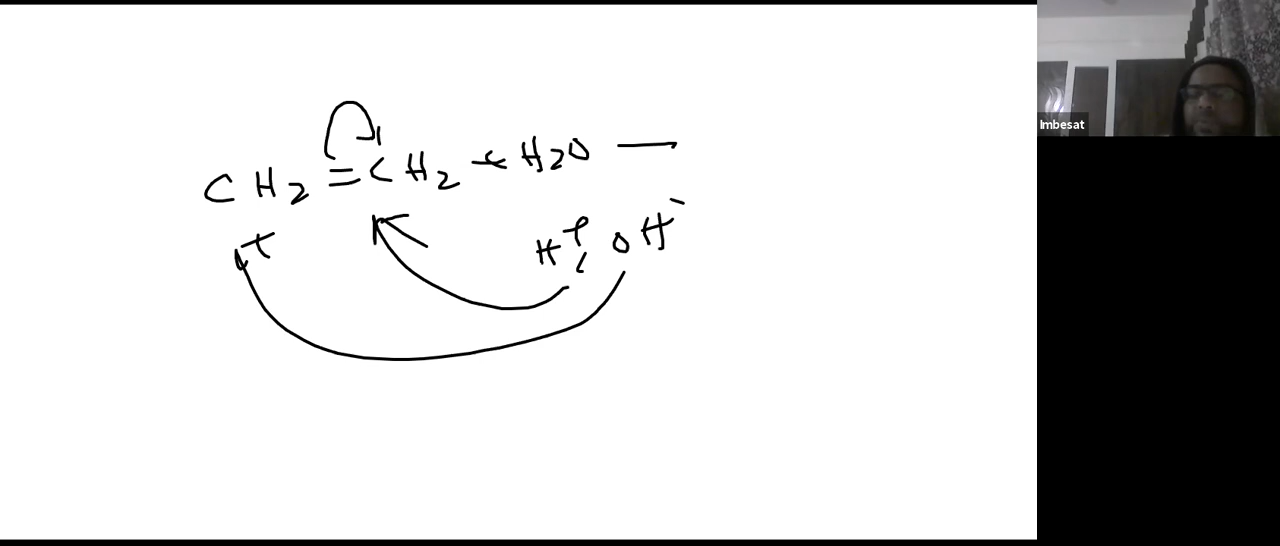 CH2 = CH2 + H2O —
H+ OH-
+
Imbesat